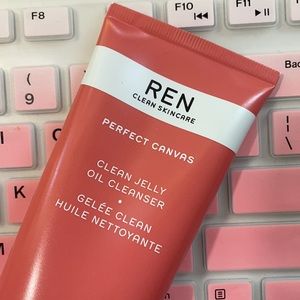 F8
F10
F11
(
9
REN
CLEAN SKINCARE
PERFECT CANVAS
CLEAN JELLY
OIL CLEANSER
•
GELÉE CLEAN
HUILE NETTOYANTE